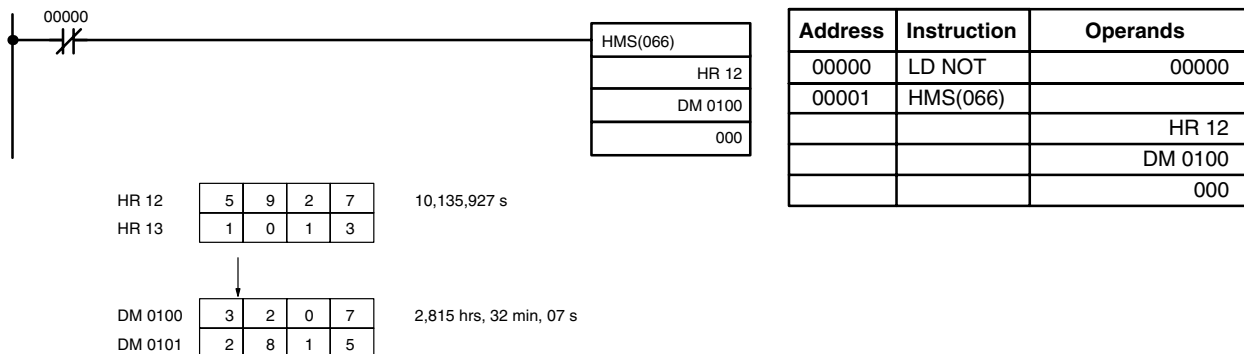 00000
HMS(066)
HR 12
DM 0100
000
Address Instruction Operands
00000 LD NOT 00000
00001 HMS(066)
HR 12
DM 0100
000
HR 12 5 9 2 7 10,135,927 s
HR 13 1 0 1 3
DM 0100 3 2 0 7 2,815 hrs, 32 min, 07 s
DM 0101 2 8 1 5